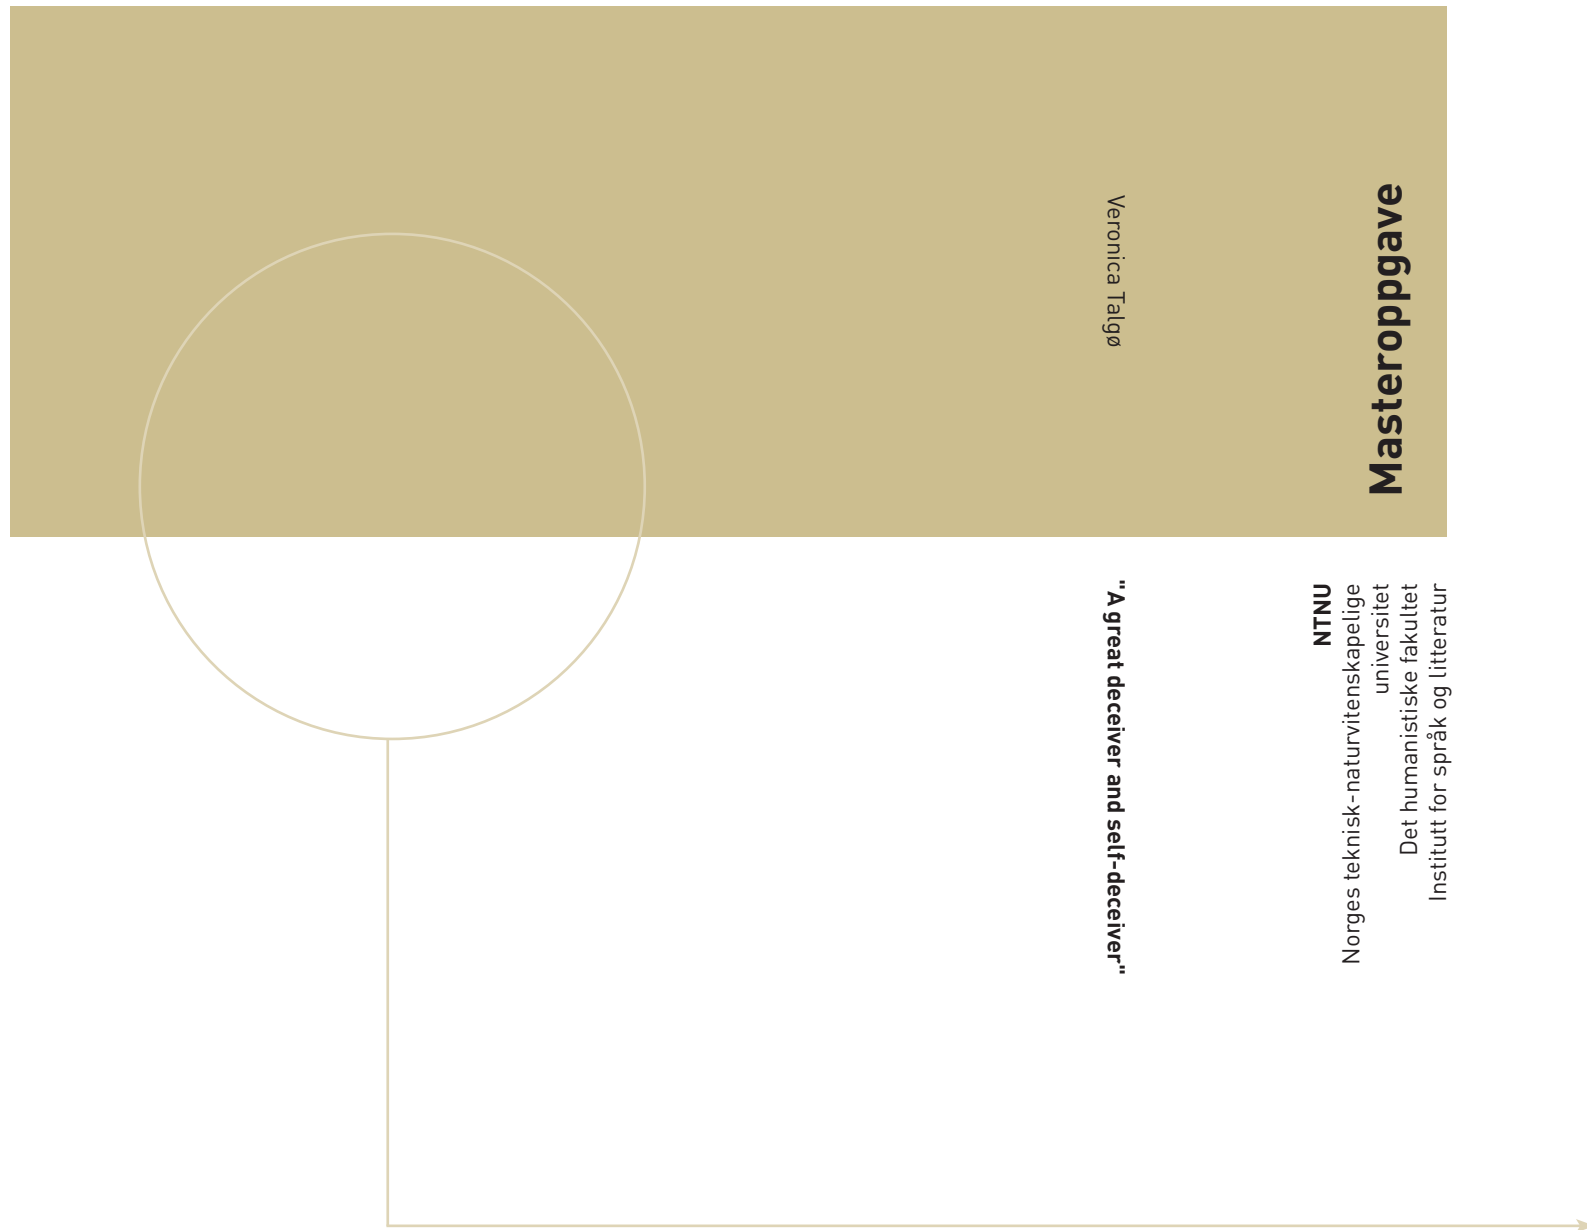 Masteroppgave
NTNU
Norges teknisk-naturvitenskapelige
universitet
Det humanistiske fakultet
Institutt for språk og litteratur
Veronica Talgø
"A great deceiver and self-deceiver"